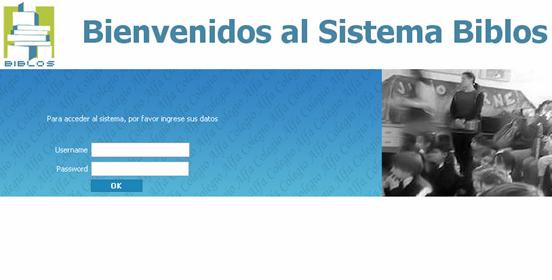 Bienvenidos al Sistema Biblos
BIBLOS
Para acceder al sistema, por favor ingrese sus datos
Username
Password
OK